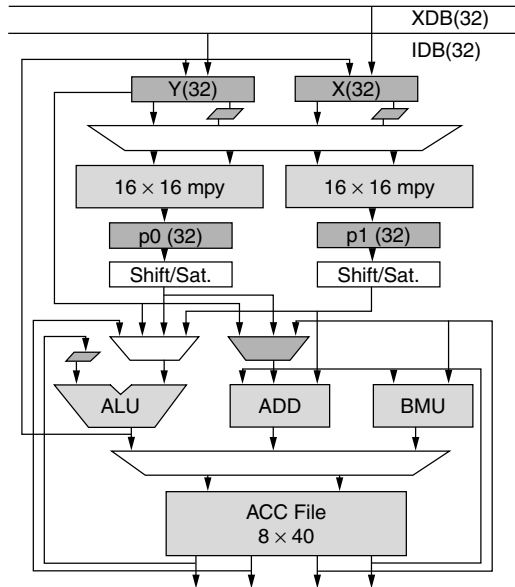 XDB(32)
IDB(32)
Y(32)
X(32)
16 × 16 mpy
16 × 16 mpy
p0 (32)
p1 (32)
Shift/Sat.
Shift/Sat.
ALU
ADD
BMU
ACC File
8 × 40